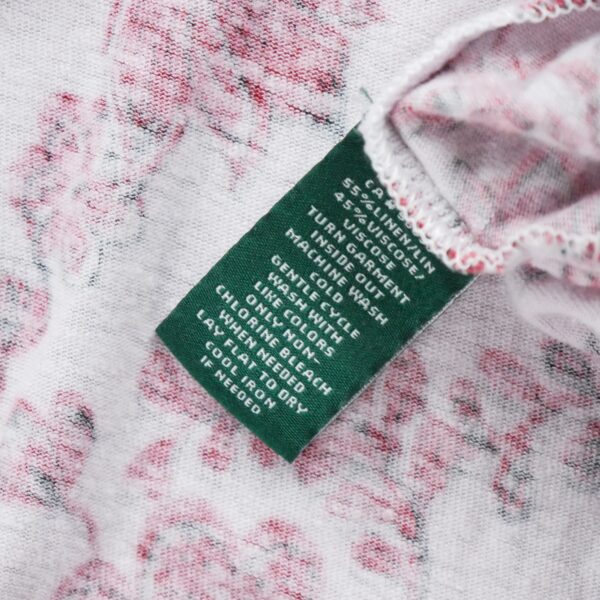 55% LINEN/LIN
45% VISCOSE/
VISCOSE
TURN GARMENT
INSIDE OUT
MACHINE WASH
COLD
GENTLE CYCLE
WASH WITH
LIKE COLORS
ONLY NON-
CHLORINE BLEACH
WHEN NEEDED
LAY FLAT TO DRY
COOL IRON
IF NEEDED